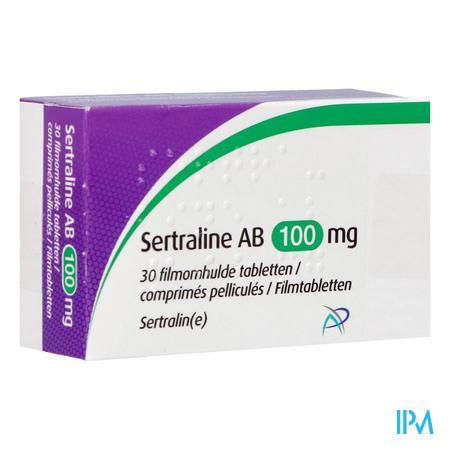 Sertraline AB 100 mg
30 filmomhulde tabletten /
comprimés pelliculés / Filmtabletten
Sertraline AB 100 mg
30 filmomhulde tabletten /
comprimés pelliculés / Filmtabletten
Sertralin(e)
IPM